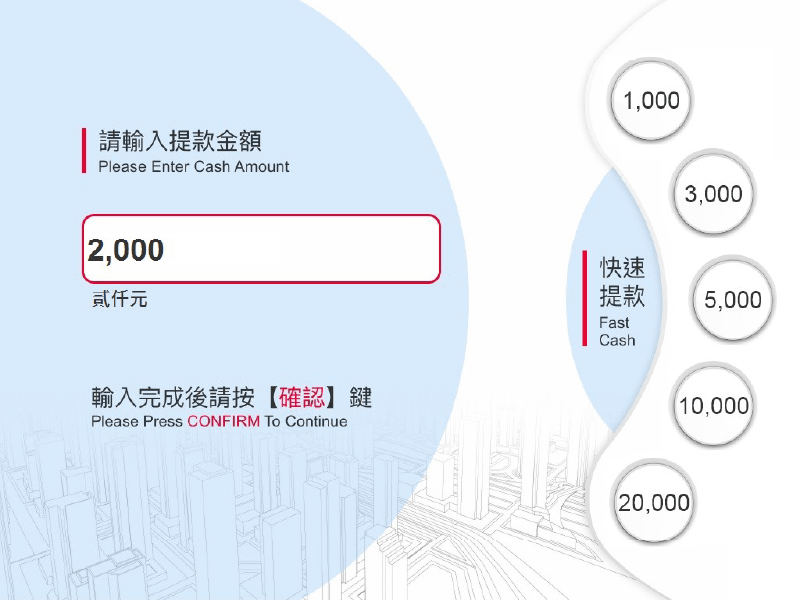 請輸入提款金額
Please Enter Cash Amount
2,000
貳仟元
輸入完成後請按【確認】鍵
Please Press CONFIRM To Continue
快速
提款
Fast
Cash
1,000
3,000
5,000
10,000
20,000